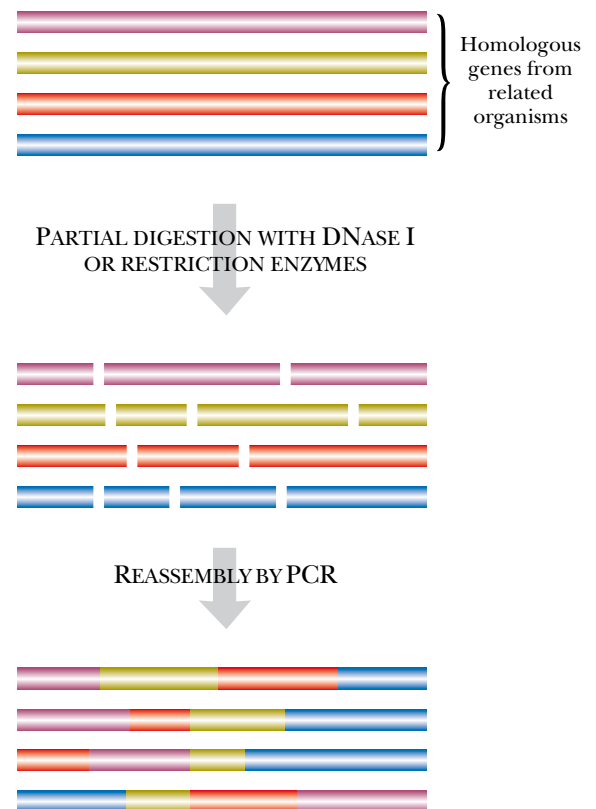 Homologous
genes from
related
organisms
PARTIAL DIGESTION WITH DNASE I
OR RESTRICTION ENZYMES
REASSEMBLY BY PCR